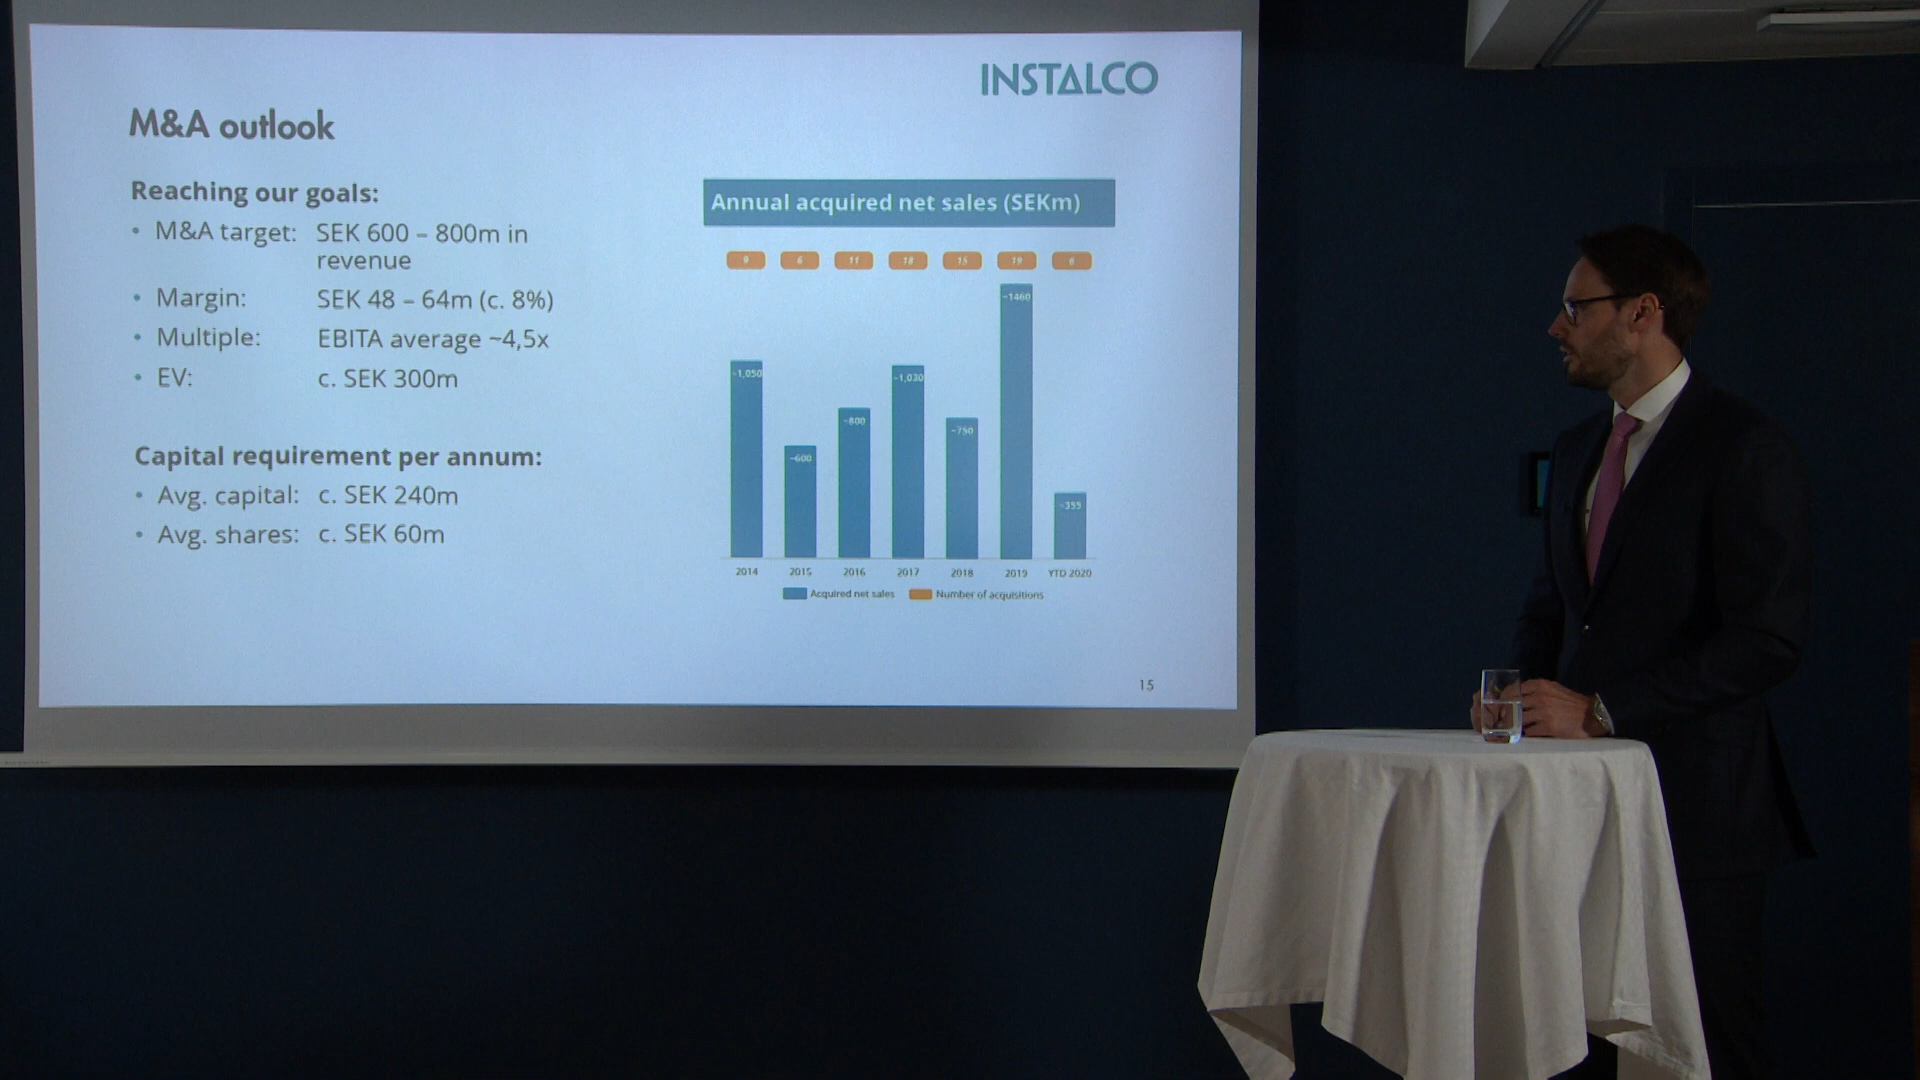 INSTALCO
M&A outlook
Reaching our goals:
• M&A target: SEK 600 – 800m in
revenue
• Margin: SEK 48 – 64m (c. 8%)
• Multiple: EBITA average ~4,5x
• EV: c. SEK 300m
Capital requirement per annum:
• Avg. capital: c. SEK 240m
• Avg. shares: c. SEK 60m
Annual acquired net sales (SEKm)
9 6 11 18 15 19 6
~1,050 ~600 ~800 ~1,030 ~750 ~1460 ~355
2014 2015 2016 2017 2018 2019 YTD 2020
Acquired net sales Number of acquisitions
15